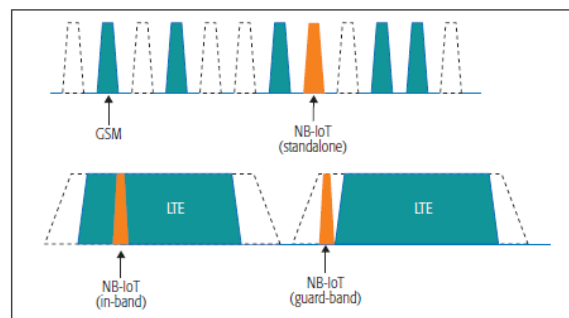 GSM
NB-IoT
(standalone)
LTE
LTE
NB-IoT
(in-band)
NB-IoT
(guard-band)